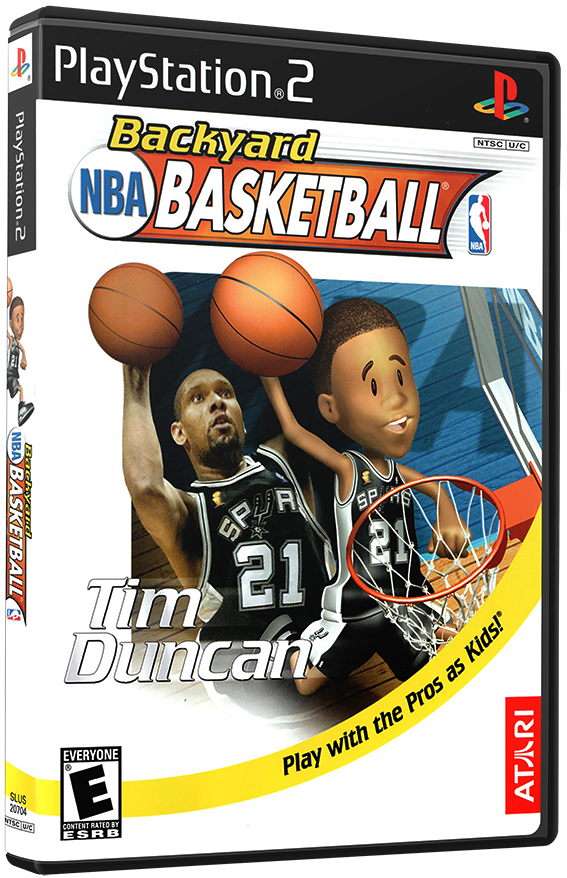 PlayStation®2
NTSC U/C
Backyard
NBA BASKETBALL®
NBA
SPURS
21
SPURS
21
Tim
Duncan
Play with the Pros as Kids!®
ATARI
EVERYONE
E
CONTENT RATED BY
ESRB
PlayStation®2
Backyard
NBA BASKETBALL
SLUS
20704
NTSC U/C